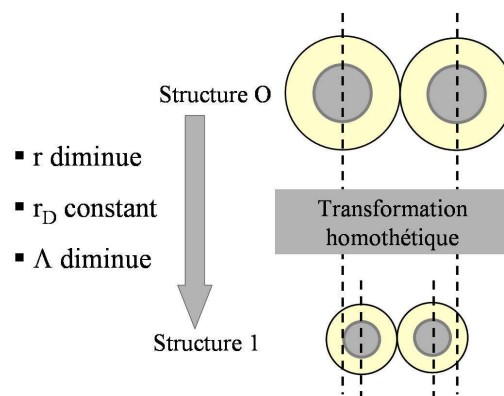 Structure O
▪ r diminue
▪ r_D constant
▪ Λ diminue
Transformation
homothétique
Structure 1